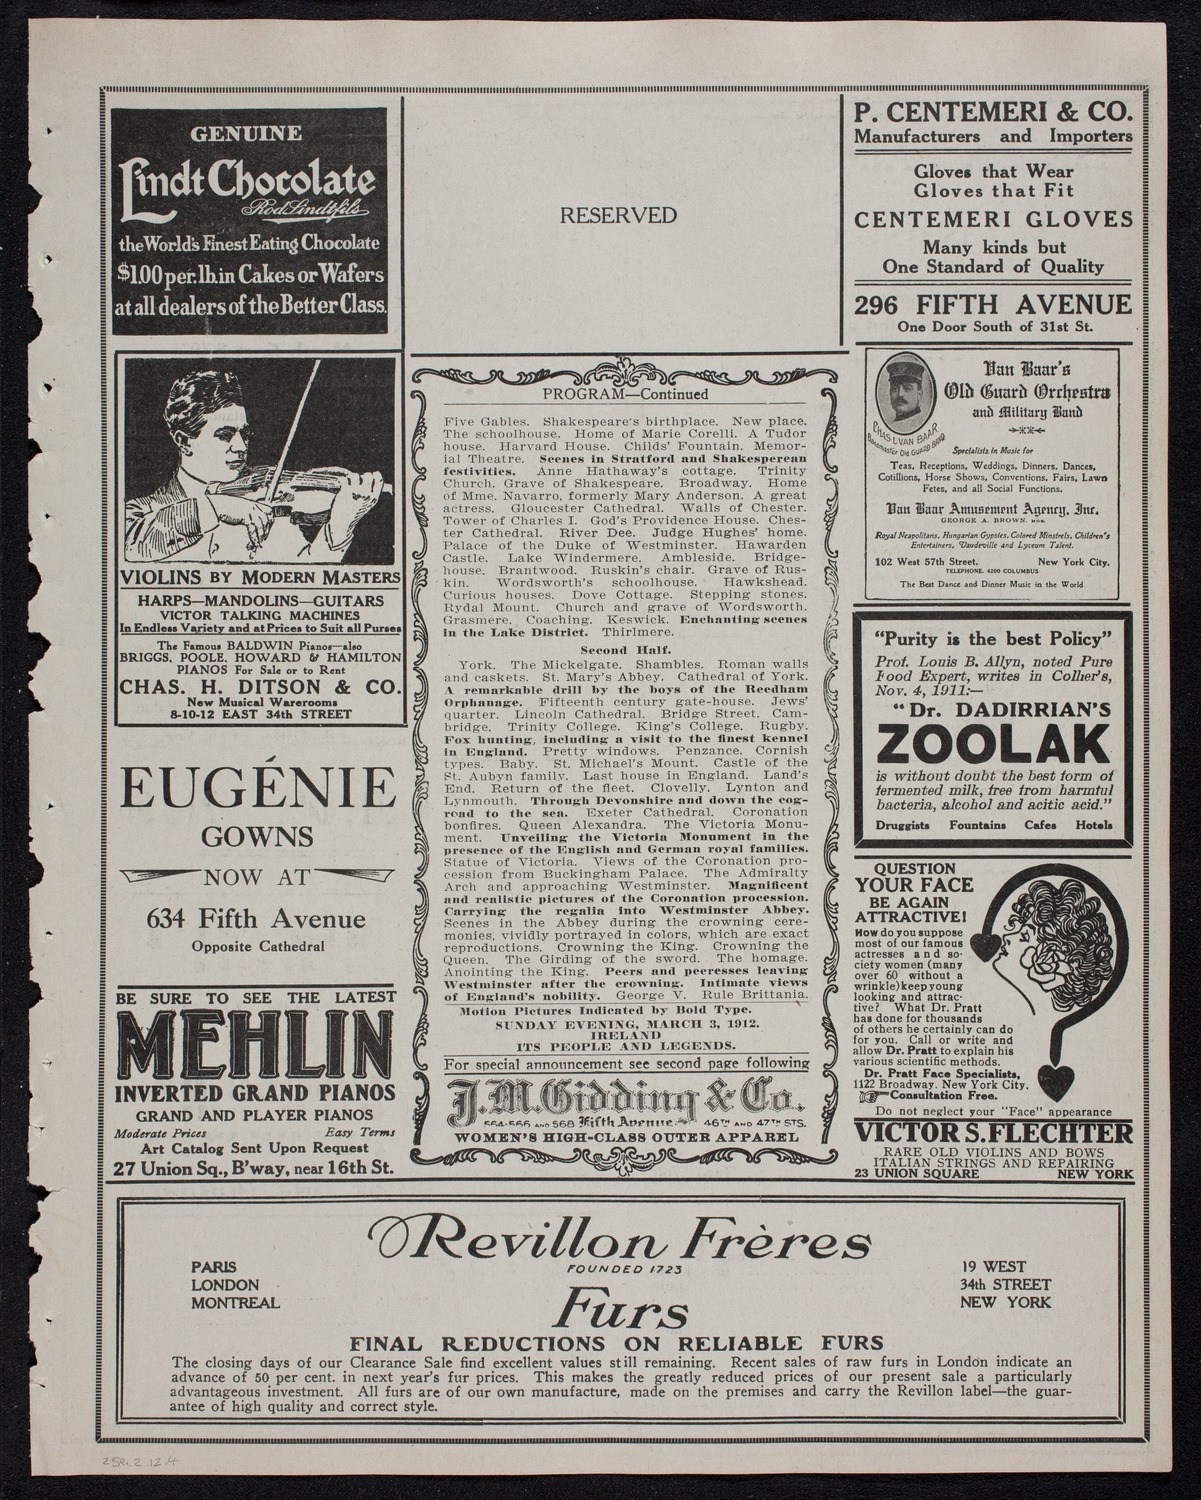 GENUINE
Lindt Chocolate
Rod. Lindt fils
the World's Finest Eating Chocolate
$1.00 per. lb. in Cakes or Wafers
at all dealers of the Better Class.
VIOLINS BY MODERN MASTERS
HARPS—MANDOLINS—GUITARS
VICTOR TALKING MACHINES
In Endless Variety and at Prices to Suit all Purses
The Famous BALDWIN Pianos—also
BRIGGS, POOLE, HOWARD & HAMILTON
PIANOS For Sale or to Rent
CHAS. H. DITSON & CO.
New Musical Warerooms
8-10-12 EAST 34th STREET
EUGÉNIE
GOWNS
NOW AT
634 Fifth Avenue
Opposite Cathedral
BE SURE TO SEE THE LATEST
MEHLIN
INVERTED GRAND PIANOS
GRAND AND PLAYER PIANOS
Moderate Prices Easy Terms
Art Catalog Sent Upon Request
27 Union Sq., B'way, near 16th St.
RESERVED
PROGRAM—Continued
Five Gables. Shakespeare's birthplace. New place.
The schoolhouse. Home of Marie Corelli. A Tudor
house. Harvard House. Childs' Fountain. Memor-
ial Theatre. Scenes in Stratford and Shakesperean
festivities. Anne Hathaway's cottage. Trinity
Church. Grave of Shakespeare. Broadway. Home
of Mme. Navarro, formerly Mary Anderson. A great
actress. Gloucester Cathedral. Walls of Chester.
Tower of Charles I. God's Providence House. Ches-
ter Cathedral. River Dee. Judge Hughes' home.
Palace of the Duke of Westminster. Hawarden
Castle. Lake Windermere. Ambleside. Bridge-
house. Brantwood. Ruskin's chair. Grave of Rus-
kin. Wordsworth's schoolhouse. Hawkshead.
Curious houses. Dove Cottage. Stepping stones.
Rydal Mount. Church and grave of Wordsworth.
Grasmere. Coaching. Keswick. Enchanting scenes
in the Lake District. Thirlmere.
Second Half.
York. The Mickelgate. Shambles. Roman walls
and caskets. St. Mary's Abbey. Cathedral of York.
A remarkable drill by the boys of the Reedham
Orphanage. Fifteenth century gate-house. Jews'
quarter. Lincoln Cathedral. Bridge Street. Cam-
bridge. Trinity College. King's College. Rugby.
Fox hunting, including a visit to the finest kennel
in England. Pretty windows. Penzance. Cornish
types. Baby. St. Michael's Mount. Castle of the
St. Aubyn family. Last house in England. Land's
End. Return of the fleet. Clovelly. Lynton and
Lynmouth. Through Devonshire and down the cog-
road to the sea. Exeter Cathedral. Coronation
bonfires. Queen Alexandra. The Victoria Monu-
ment. Unveiling the Victoria Monument in the
presence of the English and German royal families.
Statue of Victoria. Views of the Coronation pro-
cession from Buckingham Palace. The Admiralty
Arch and approaching Westminster. Magnificent
and realistic pictures of the Coronation procession.
Carrying the regalia into Westminster Abbey.
Scenes in the Abbey during the crowning cere-
monies, vividly portrayed in colors, which are exact
reproductions. Crowning the King. Crowning the
Queen. The Girding of the sword. The homage.
Anointing the King. Peers and peeresses leaving
Westminster after the crowning. Intimate views
of England's nobility. George V. Rule Brittania.
Motion Pictures Indicated by Bold Type.
SUNDAY EVENING, MARCH 3, 1912.
IRELAND
ITS PEOPLE AND LEGENDS.
For special announcement see second page following
J. M. Gidding & Co.
564-566 AND 568 Fifth Avenue 46TH AND 47TH STS.
WOMEN'S HIGH-CLASS OUTER APPAREL
P. CENTEMERI & CO.
Manufacturers and Importers
Gloves that Wear
Gloves that Fit
CENTEMERI GLOVES
Many kinds but
One Standard of Quality
296 FIFTH AVENUE
One Door South of 31st St.
CHAS L VAN BAAR
Bandmaster Old GUARD BAND
Van Baar's
Old Guard Orchestra
and Military Band
Specialists in Music for
Teas, Receptions, Weddings, Dinners, Dances,
Cotillions, Horse Shows, Conventions, Fairs, Lawn
Fetes, and all Social Functions.
Van Baar Amusement Agency, Inc.
GEORGE A. BROWN, MGR.
Royal Neapolitans, Hungarian Gypsies, Colored Minstrels, Children's
Entertainers, Vaudeville and Lyceum Talent.
102 West 57th Street. New York City.
TELEPHONE, 4200 COLUMBUS
The Best Dance and Dinner Music in the World
"Purity is the best Policy"
Prof. Louis B. Allyn, noted Pure
Food Expert, writes in Collier's,
Nov. 4, 1911:—
"Dr. DADIRRIAN'S
ZOOLAK
is without doubt the best form of
fermented milk, free from harmful
bacteria, alcohol and acitic acid."
Druggists Fountains Cafes Hotels
QUESTION
YOUR FACE
BE AGAIN
ATTRACTIVE!
How do you suppose
most of our famous
actresses and so-
ciety women (many
over 60 without a
wrinkle) keep young
looking and attrac-
tive? What Dr. Pratt
has done for thousands
of others he certainly can do
for you. Call or write and
allow Dr. Pratt to explain his
various scientific methods.
Dr. Pratt Face Specialists,
1122 Broadway. New York City.
Consultation Free.
Do not neglect your "Face" appearance
VICTOR S. FLECHTER
RARE OLD VIOLINS AND BOWS
ITALIAN STRINGS AND REPAIRING
23 UNION SQUARE NEW YORK
Revillon Frères
FOUNDED 1723
PARIS
LONDON
MONTREAL
Furs
19 WEST
34th STREET
NEW YORK
FINAL REDUCTIONS ON RELIABLE FURS
The closing days of our Clearance Sale find excellent values still remaining. Recent sales of raw furs in London indicate an
advance of 50 per cent. in next year's fur prices. This makes the greatly reduced prices of our present sale a particularly
advantageous investment. All furs are of our own manufacture, made on the premises and carry the Revillon label—the guar-
antee of high quality and correct style.
2SR.2.12.4